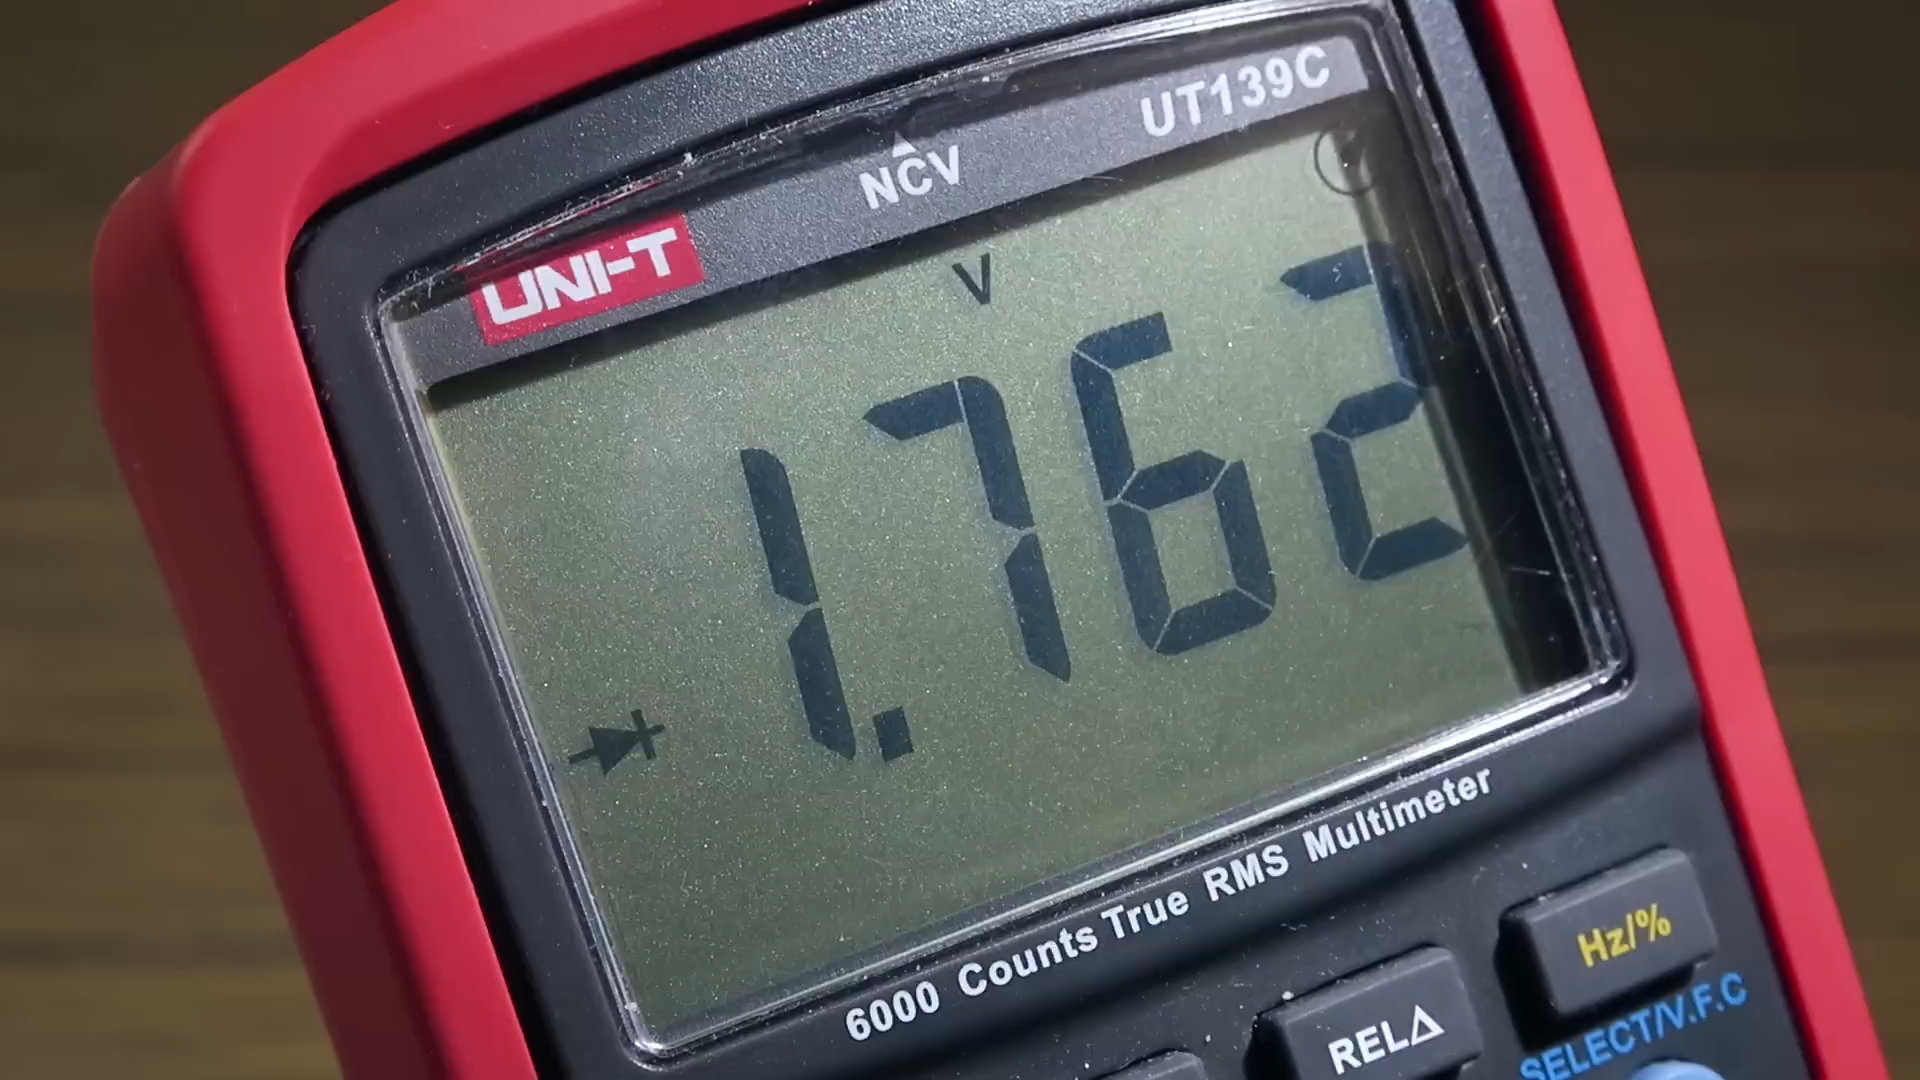 UT139C
NCV
UNI-T
V
1.762
6000 Counts True RMS Multimeter
Hz/%
REL△
SELECT/V.F.C